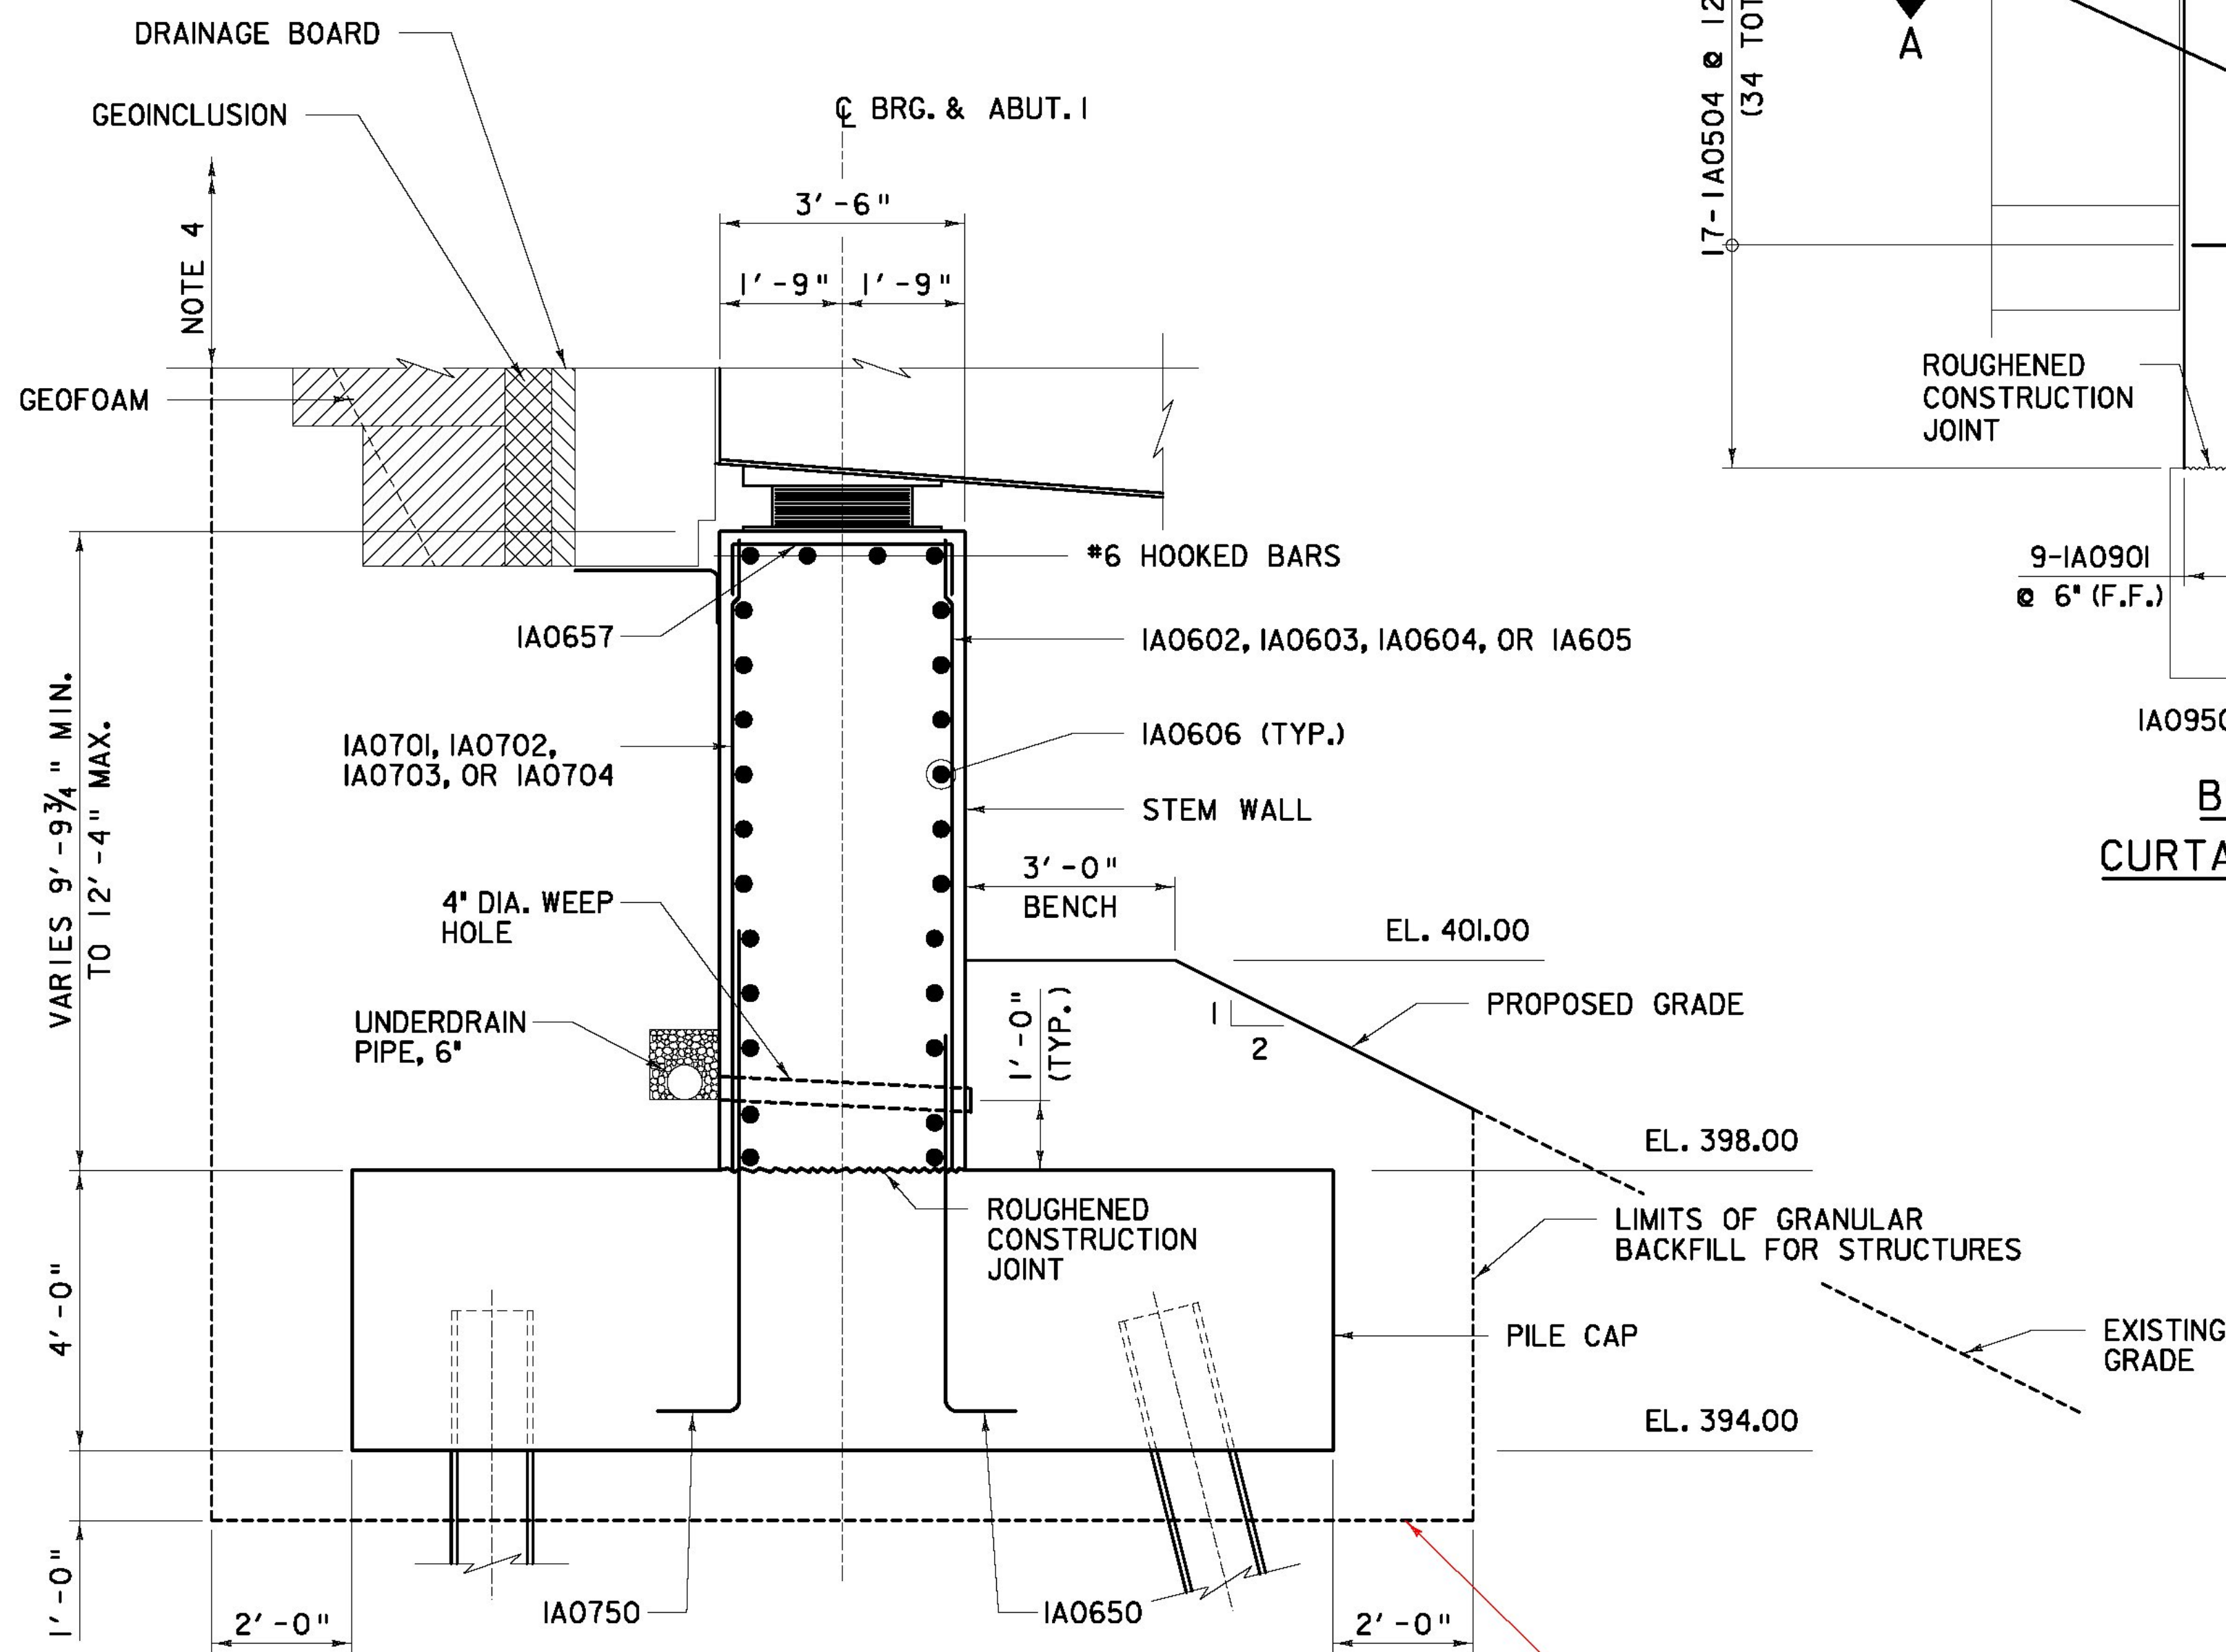 DRAINAGE BOARD
GEOINCLUSION
NOTE 4
GEOFOAM
℄ BRG. & ABUT. 1
3'-6"
1'-9" 1'-9"
#6 HOOKED BARS
1A0657
1A0602, 1A0603, 1A0604, OR 1A605
1A0701, 1A0702,
1A0703, OR 1A0704
1A0606 (TYP.)
STEM WALL
VARIES 9'-9¾" MIN.
TO 12'-4" MAX.
3'-0"
BENCH
4" DIA. WEEP
HOLE
EL. 401.00
UNDERDRAIN
PIPE, 6"
1'-0"
(TYP.)
1
2
PROPOSED GRADE
EL. 398.00
ROUGHENED
CONSTRUCTION
JOINT
LIMITS OF GRANULAR
BACKFILL FOR STRUCTURES
4'-0"
PILE CAP
EXISTING
GRADE
EL. 394.00
1'-0"
2'-0"
1A0750
1A0650
2'-0"
17-1A0504 @ 12
(34 TOT
A
ROUGHENED
CONSTRUCTION
JOINT
9-1A0901
@ 6" (F.F.)
1A095
B
CURTA